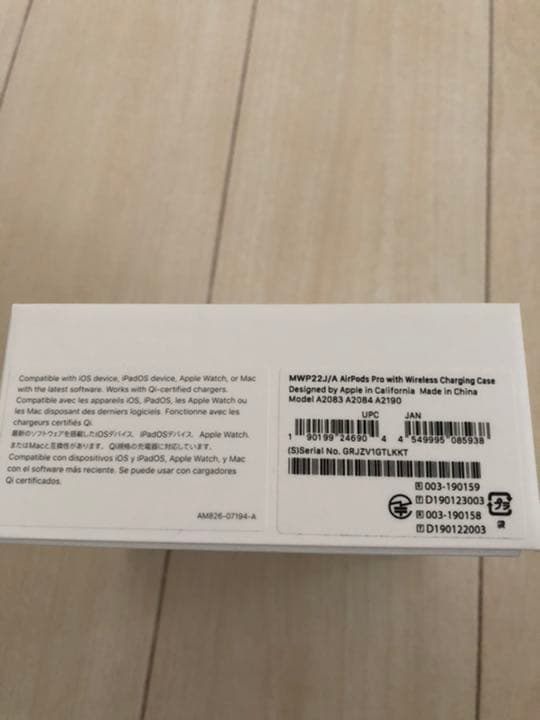 Compatible with iOS device, iPadOS device, Apple Watch, or Mac
with the latest software. Works with Qi-certified chargers.
Compatible avec les appareils iOS, iPadOS, les Apple Watch ou
les Mac disposant des derniers logiciels. Fonctionne avec les
chargeurs certifiés Qi.
最新のソフトウェアを搭載したiOSデバイス、iPadOSデバイス、Apple Watch、
またはMacと互換性があります。Qi規格の充電器に対応しています。
Compatible con dispositivos iOS y iPadOS, Apple Watch, y Mac
con el software más reciente. Se puede usar con cargadores
Qi certificados.
AM826-07194-A
MWP22J/A AirPods Pro with Wireless Charging Case
Designed by Apple in California Made in China
Model A2083 A2084 A2190
UPC JAN
1 90199 24690 4 4 549995 085938
(S)Serial No. GRJZV1GTLKKT
R 003-190159
T D190123003
R 003-190158
T D190122003